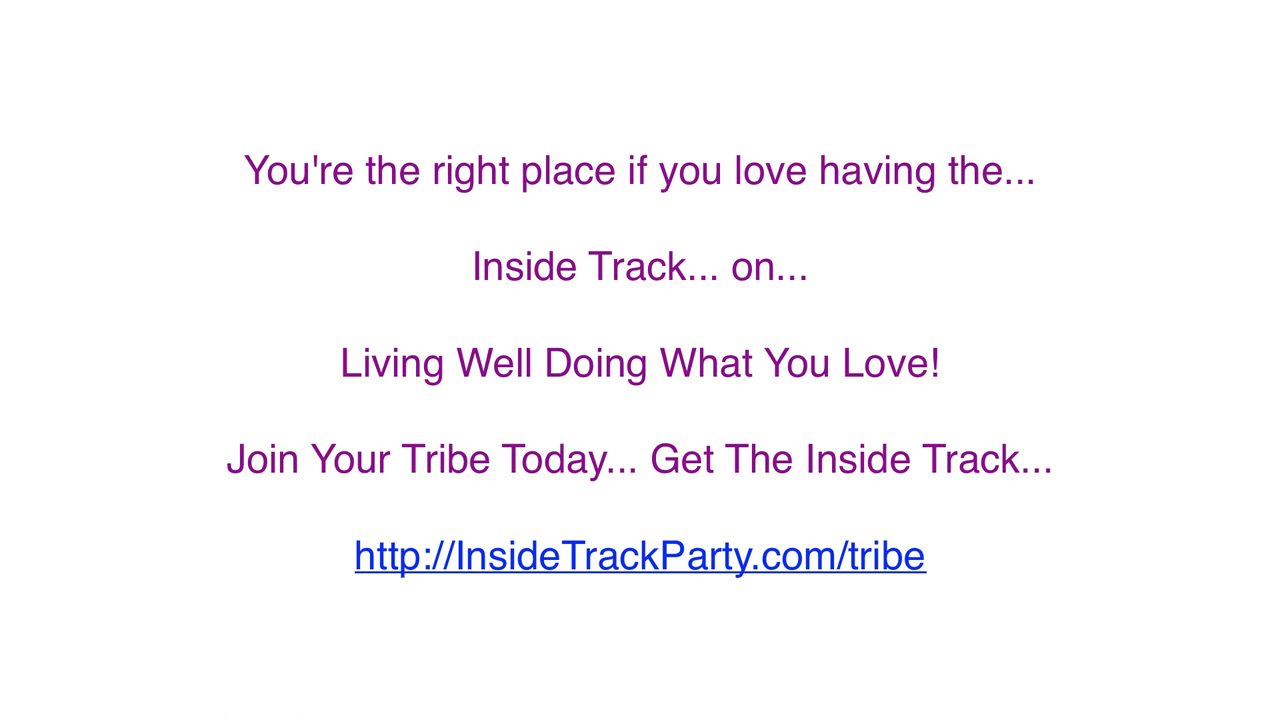 You're the right place if you love having the...
Inside Track... on...
Living Well Doing What You Love!
Join Your Tribe Today... Get The Inside Track...
http://InsideTrackParty.com/tribe